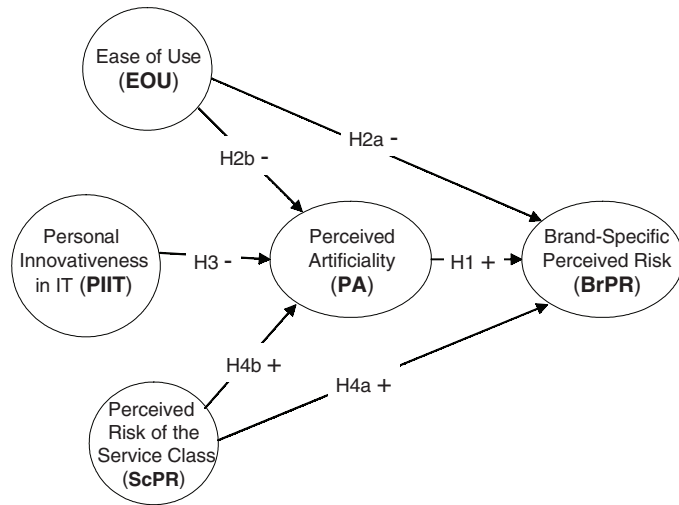 Ease of Use
(EOU)
H2a -
H2b -
Personal
Innovativeness
in IT (PIIT)
H3 -
Perceived
Artificiality
(PA)
H1 +
Brand-Specific
Perceived Risk
(BrPR)
H4b +
H4a +
Perceived
Risk of the
Service Class
(ScPR)